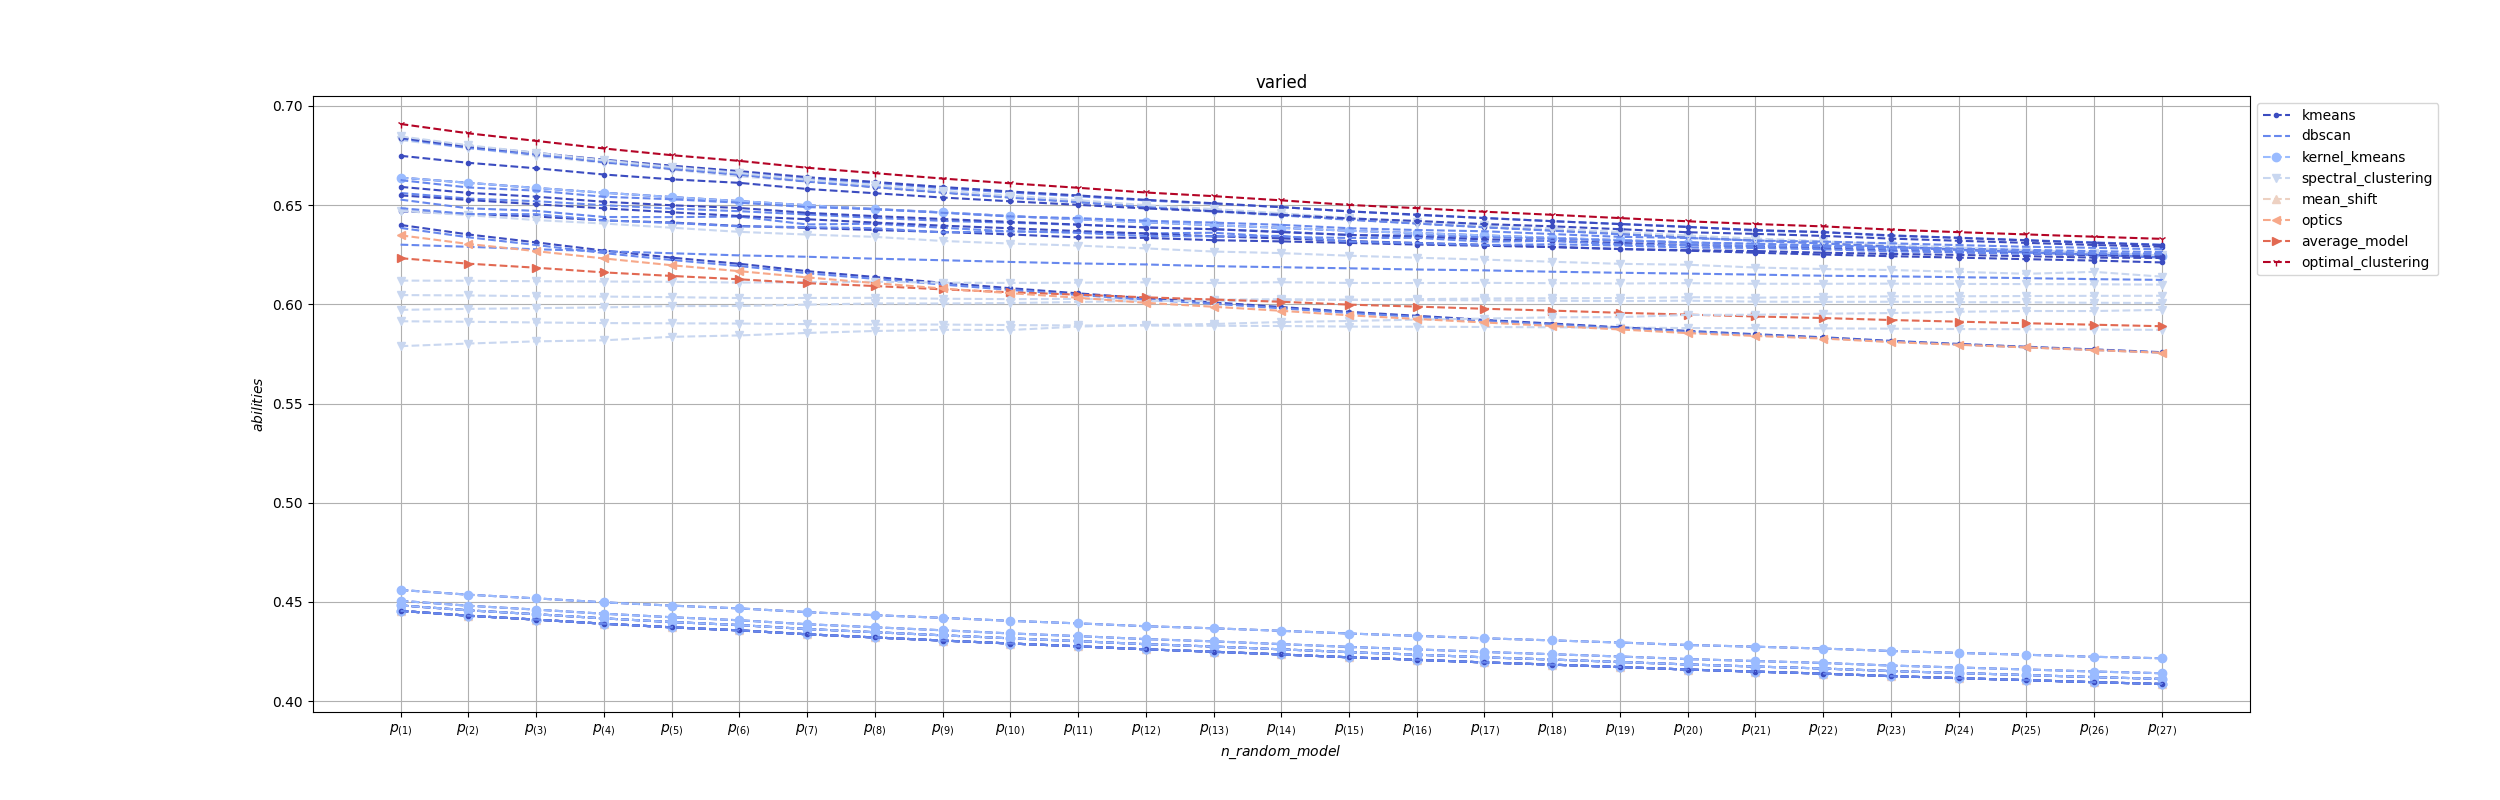 varied
0.70
0.65
0.60
0.55
0.50
0.45
0.40
abilities
p(1) p(2) p(3) p(4) p(5) p(6) p(7) p(8) p(9) p(10) p(11) p(12) p(13) p(14) p(15) p(16) p(17) p(18) p(19) p(20) p(21) p(22) p(23) p(24) p(25) p(26) p(27)
n_random_model
kmeans
dbscan
kernel_kmeans
spectral_clustering
mean_shift
optics
average_model
optimal_clustering